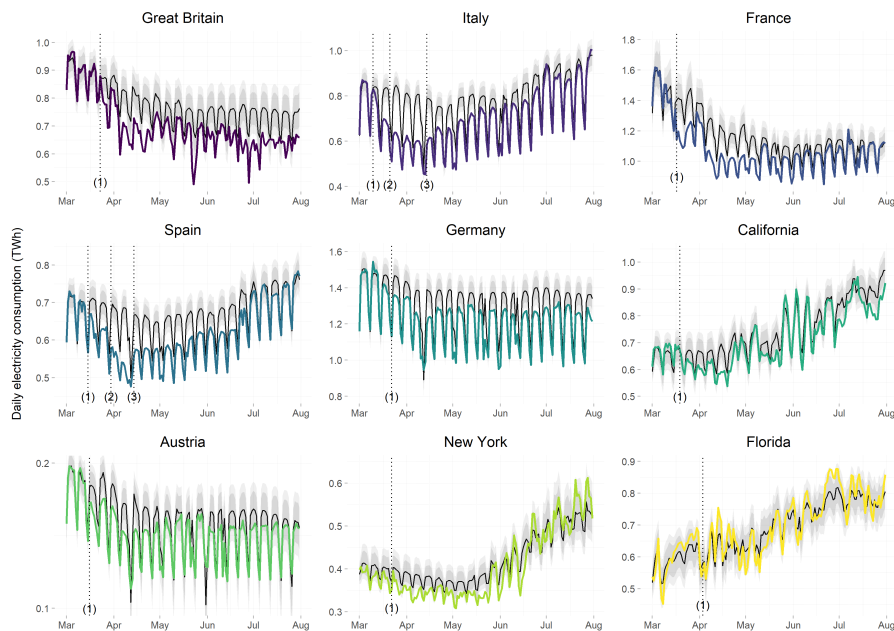 Great Britain
Italy
France
1.0
0.9
0.8
0.7
0.6
0.5
(1)
Mar Apr May Jun Jul Aug
1.0
0.8
0.6
0.4
(1) (2) (3)
Mar Apr May Jun Jul Aug
1.8
1.6
1.4
1.2
1.0
(1)
Mar Apr May Jun Jul Aug
Daily electricity consumption (TWh)
Spain
Germany
California
0.8
0.7
0.6
0.5
(1) (2) (3)
Mar Apr May Jun Jul Aug
1.6
1.4
1.2
1.0
0.8
(1)
Mar Apr May Jun Jul Aug
1.0
0.9
0.8
0.7
0.6
0.5
(1)
Mar Apr May Jun Jul Aug
Austria
New York
Florida
0.2
0.1
(1)
Mar Apr May Jun Jul Aug
0.6
0.5
0.4
0.3
(1)
Mar Apr May Jun Jul Aug
0.9
0.8
0.7
0.6
0.5
(1)
Mar Apr May Jun Jul Aug